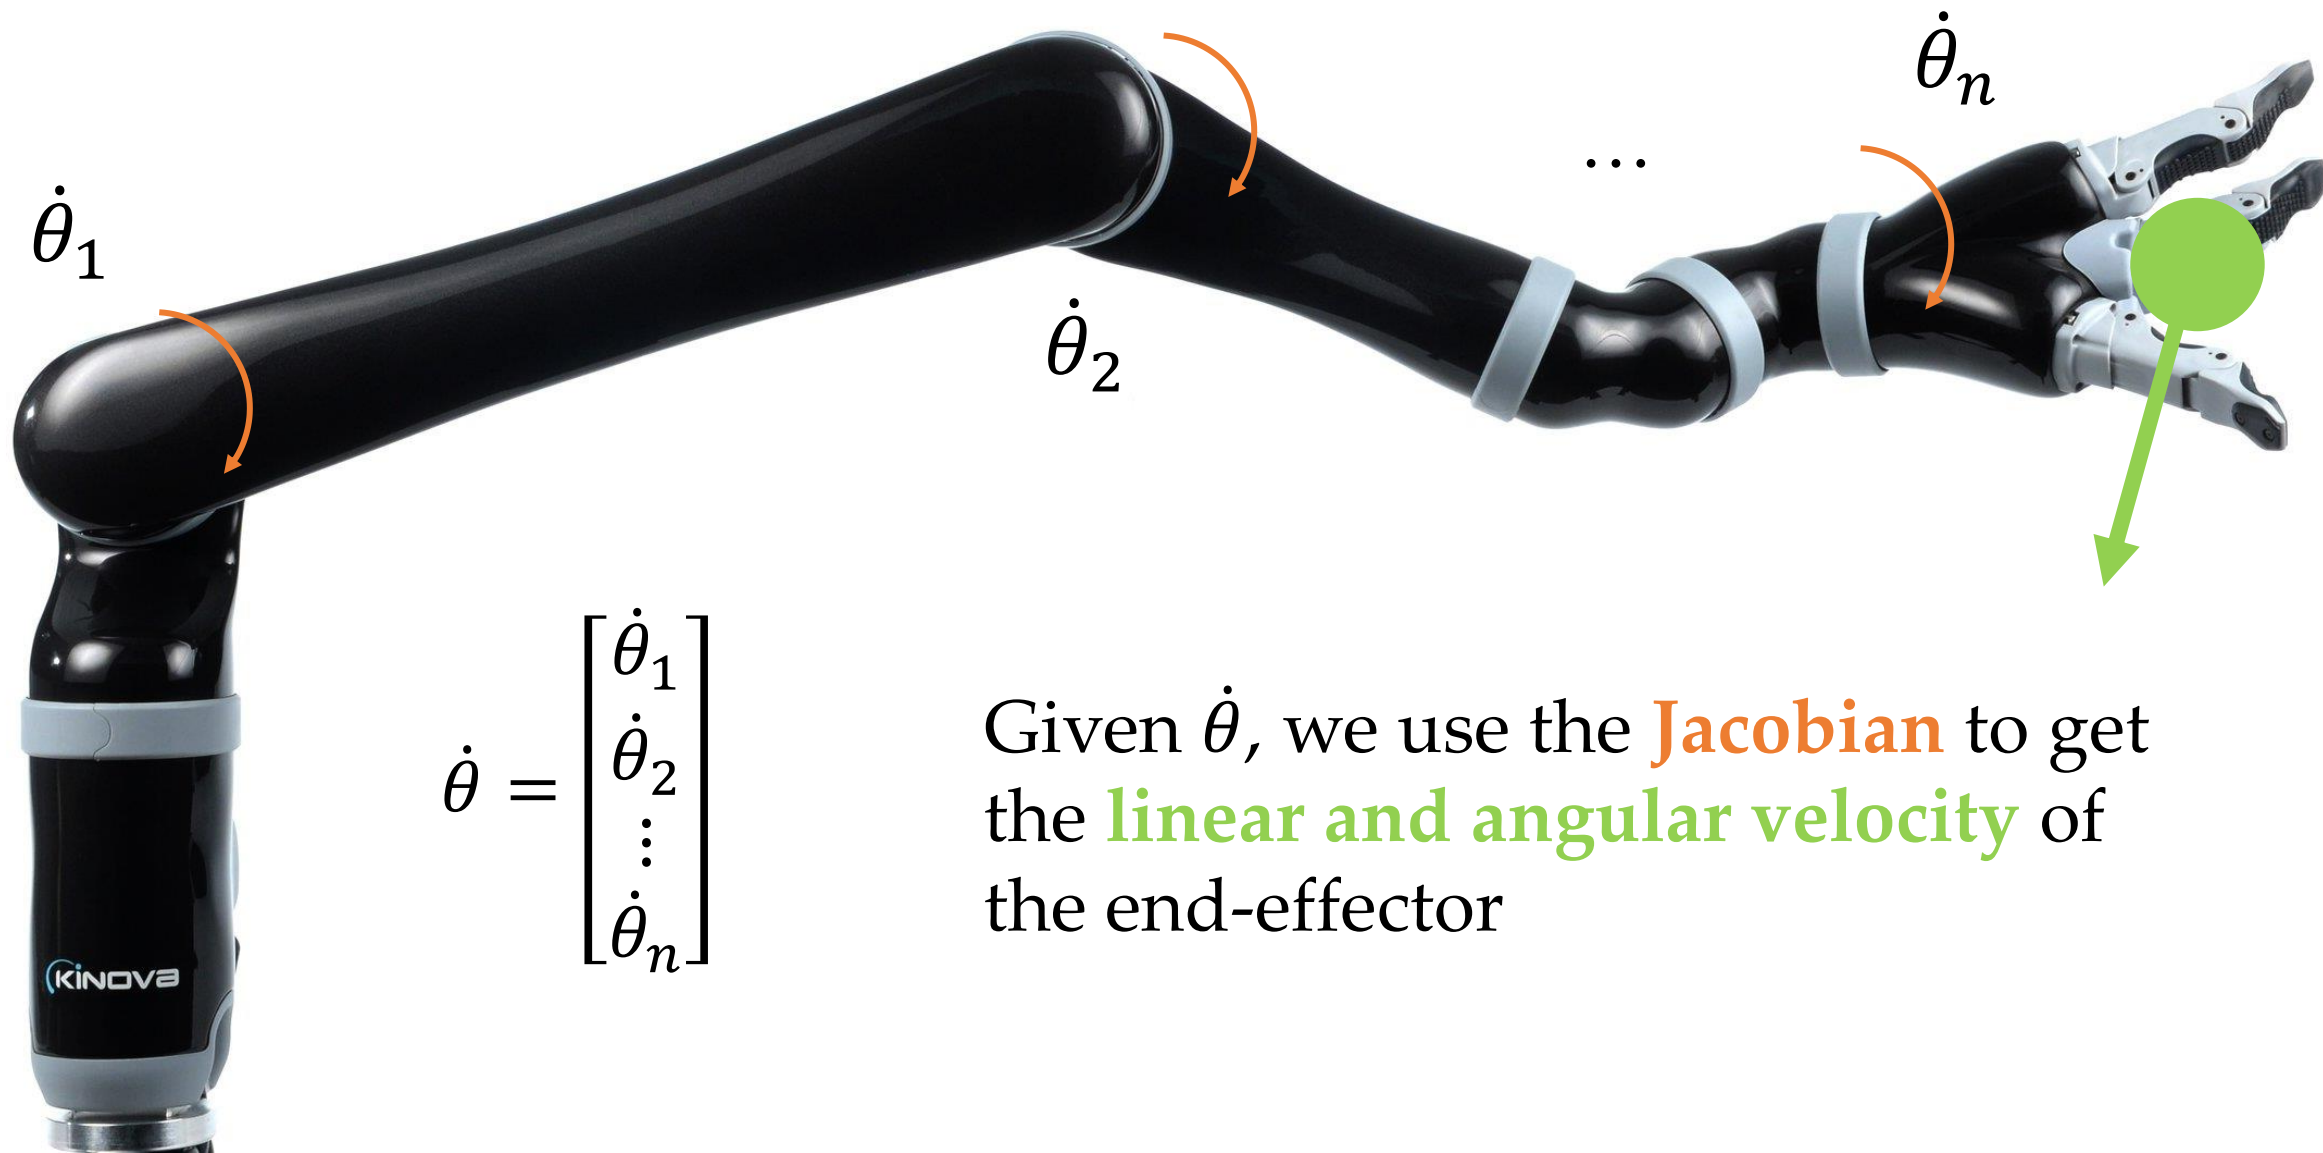 θ̇₁
θ̇₂
...
θ̇ₙ
θ̇ = [θ̇₁ θ̇₂ ⋮ θ̇ₙ]
Given θ̇, we use the Jacobian to get
the linear and angular velocity of
the end-effector
KINOVA